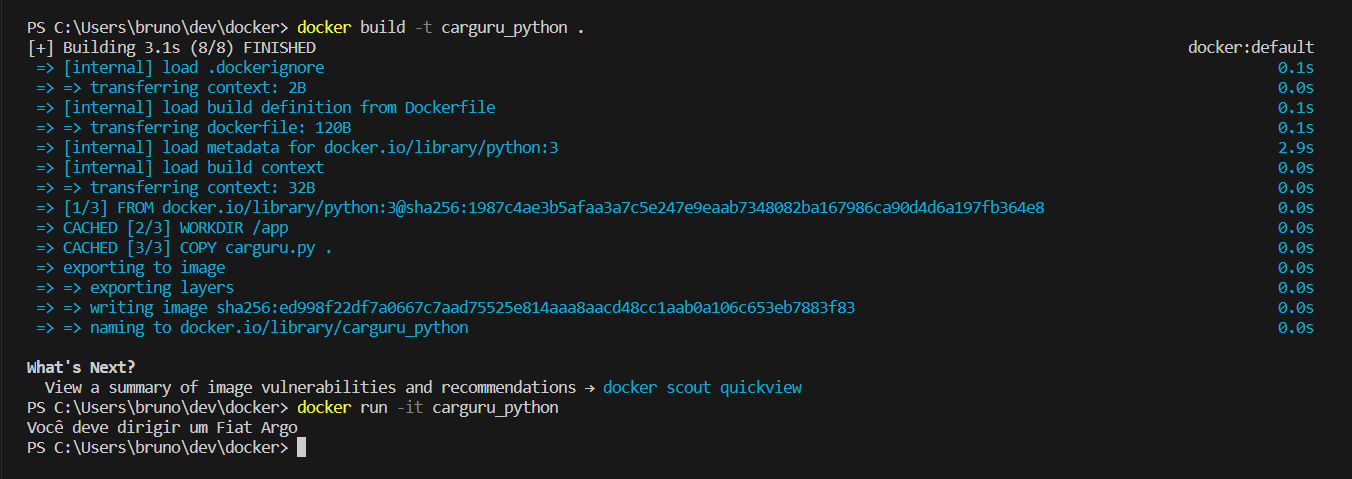 PS C:\Users\bruno\dev\docker> docker build -t carguru_python .
[+] Building 3.1s (8/8) FINISHED docker:default
=> [internal] load .dockerignore 0.1s
=> => transferring context: 2B 0.0s
=> [internal] load build definition from Dockerfile 0.1s
=> => transferring dockerfile: 120B 0.1s
=> [internal] load metadata for docker.io/library/python:3 2.9s
=> [internal] load build context 0.0s
=> => transferring context: 32B 0.0s
=> [1/3] FROM docker.io/library/python:3@sha256:1987c4ae3b5afaa3a7c5e247e9eaab7348082ba167986ca90d4d6a197fb364e8 0.0s
=> CACHED [2/3] WORKDIR /app 0.0s
=> CACHED [3/3] COPY carguru.py . 0.0s
=> exporting to image 0.0s
=> => exporting layers 0.0s
=> => writing image sha256:ed998f22df7a0667c7aad75525e814aaa8aacd48cc1aab0a106c653eb7883f83 0.0s
=> => naming to docker.io/library/carguru_python 0.0s
What's Next?
View a summary of image vulnerabilities and recommendations → docker scout quickview
PS C:\Users\bruno\dev\docker> docker run -it carguru_python
Você deve dirigir um Fiat Argo
PS C:\Users\bruno\dev\docker>